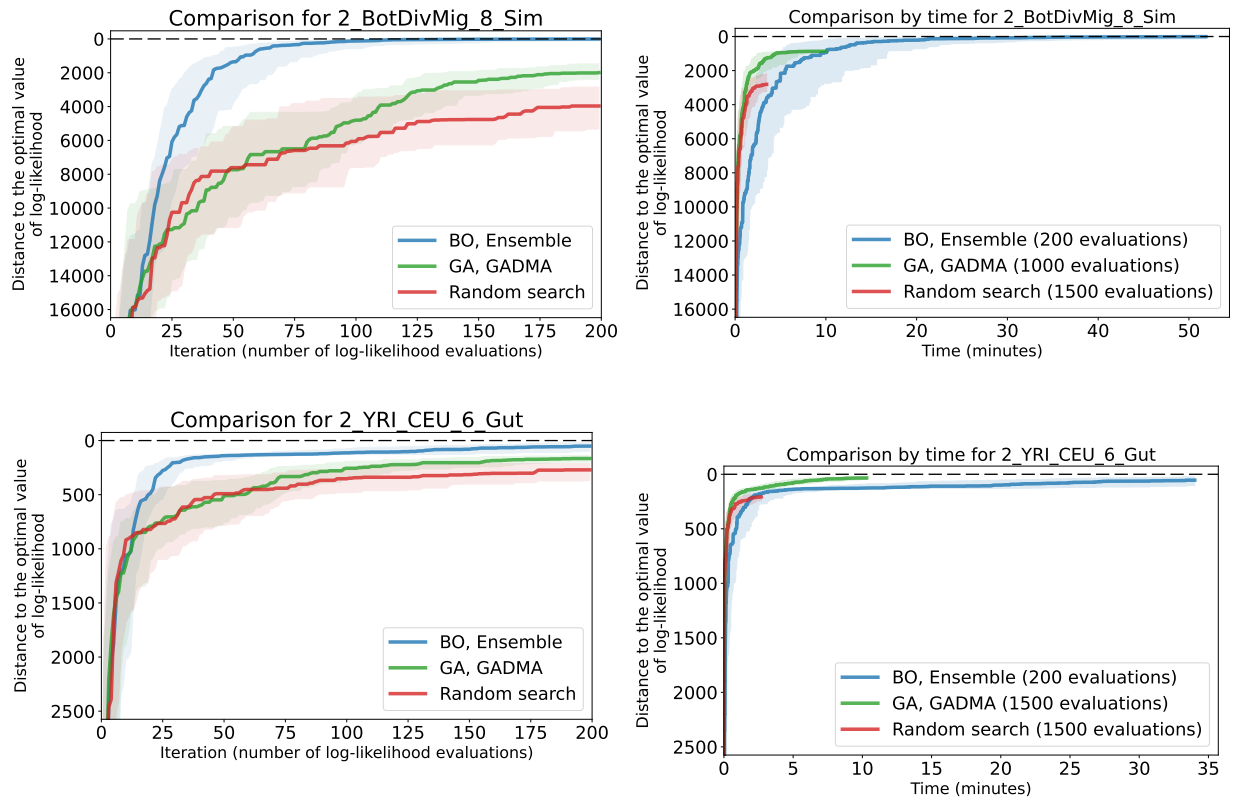 Comparison for 2_BotDivMig_8_Sim
Distance to the optimal value
of log-likelihood
0
2000
4000
6000
8000
10000
12000
14000
16000
BO, Ensemble
GA, GADMA
Random search
0 25 50 75 100 125 150 175 200
Iteration (number of log-likelihood evaluations)
Comparison by time for 2_BotDivMig_8_Sim
Distance to the optimal value
of log-likelihood
0
2000
4000
6000
8000
10000
12000
14000
16000
BO, Ensemble (200 evaluations)
GA, GADMA (1000 evaluations)
Random search (1500 evaluations)
0 10 20 30 40 50
Time (minutes)
Comparison for 2_YRI_CEU_6_Gut
Distance to the optimal value
of log-likelihood
0
500
1000
1500
2000
2500
BO, Ensemble
GA, GADMA
Random search
0 25 50 75 100 125 150 175 200
Iteration (number of log-likelihood evaluations)
Comparison by time for 2_YRI_CEU_6_Gut
Distance to the optimal value
of log-likelihood
0
500
1000
1500
2000
2500
BO, Ensemble (200 evaluations)
GA, GADMA (1500 evaluations)
Random search (1500 evaluations)
0 5 10 15 20 25 30 35
Time (minutes)